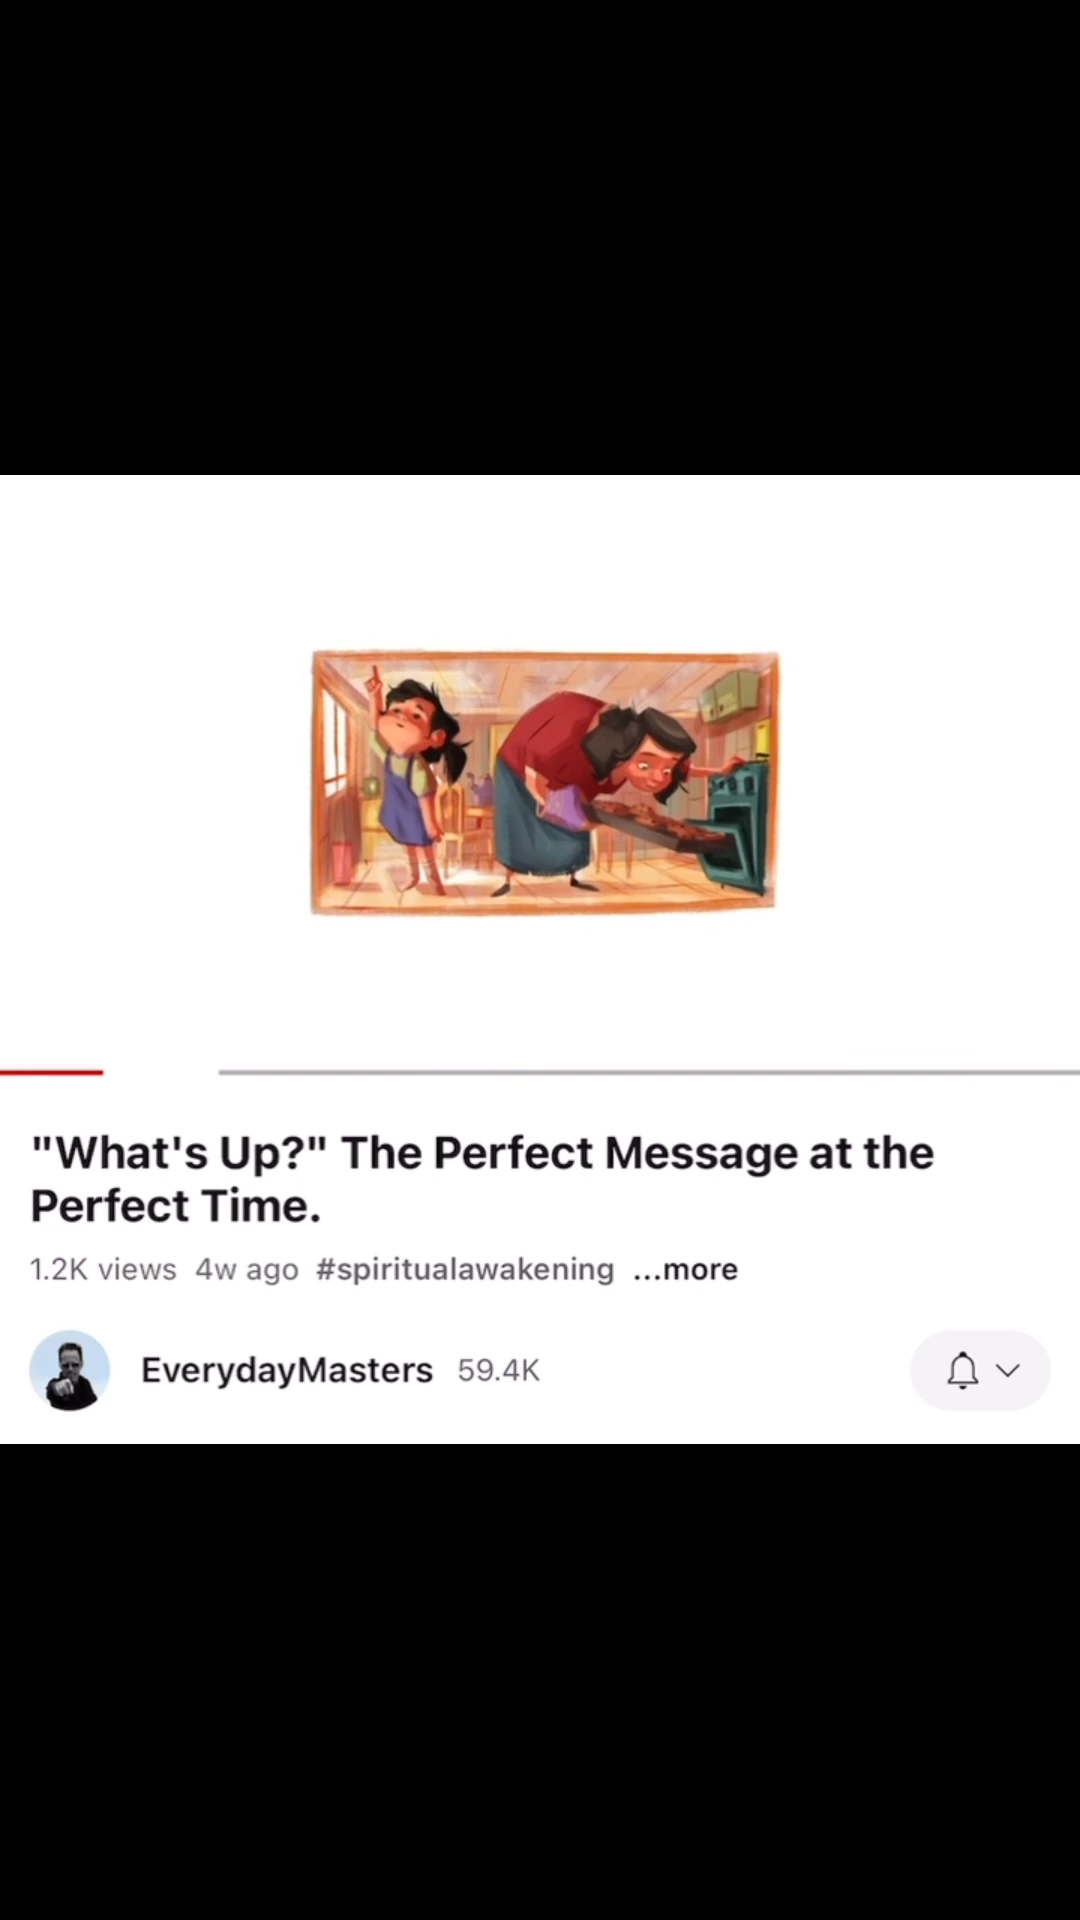 "What's Up?" The Perfect Message at the
Perfect Time.
1.2K views 4w ago #spiritualawakening ...more
EverydayMasters 59.4K